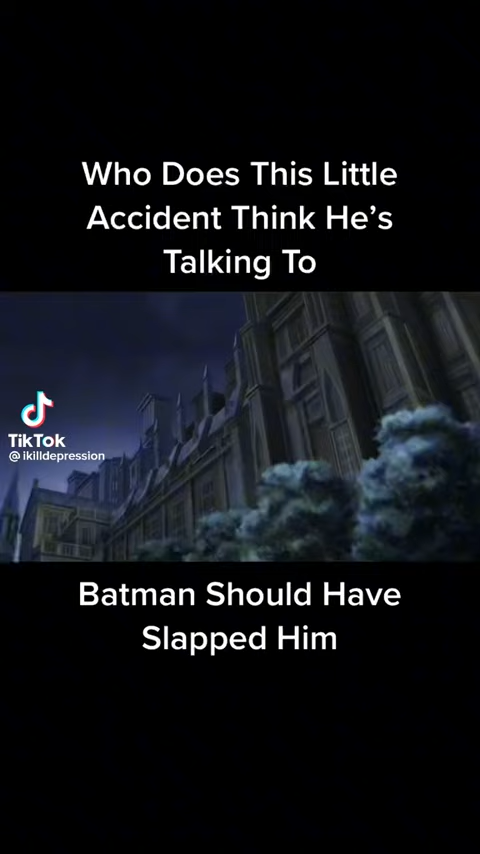 Who Does This Little
Accident Think He's
Talking To
TikTok
@ikilldepression
Batman Should Have
Slapped Him